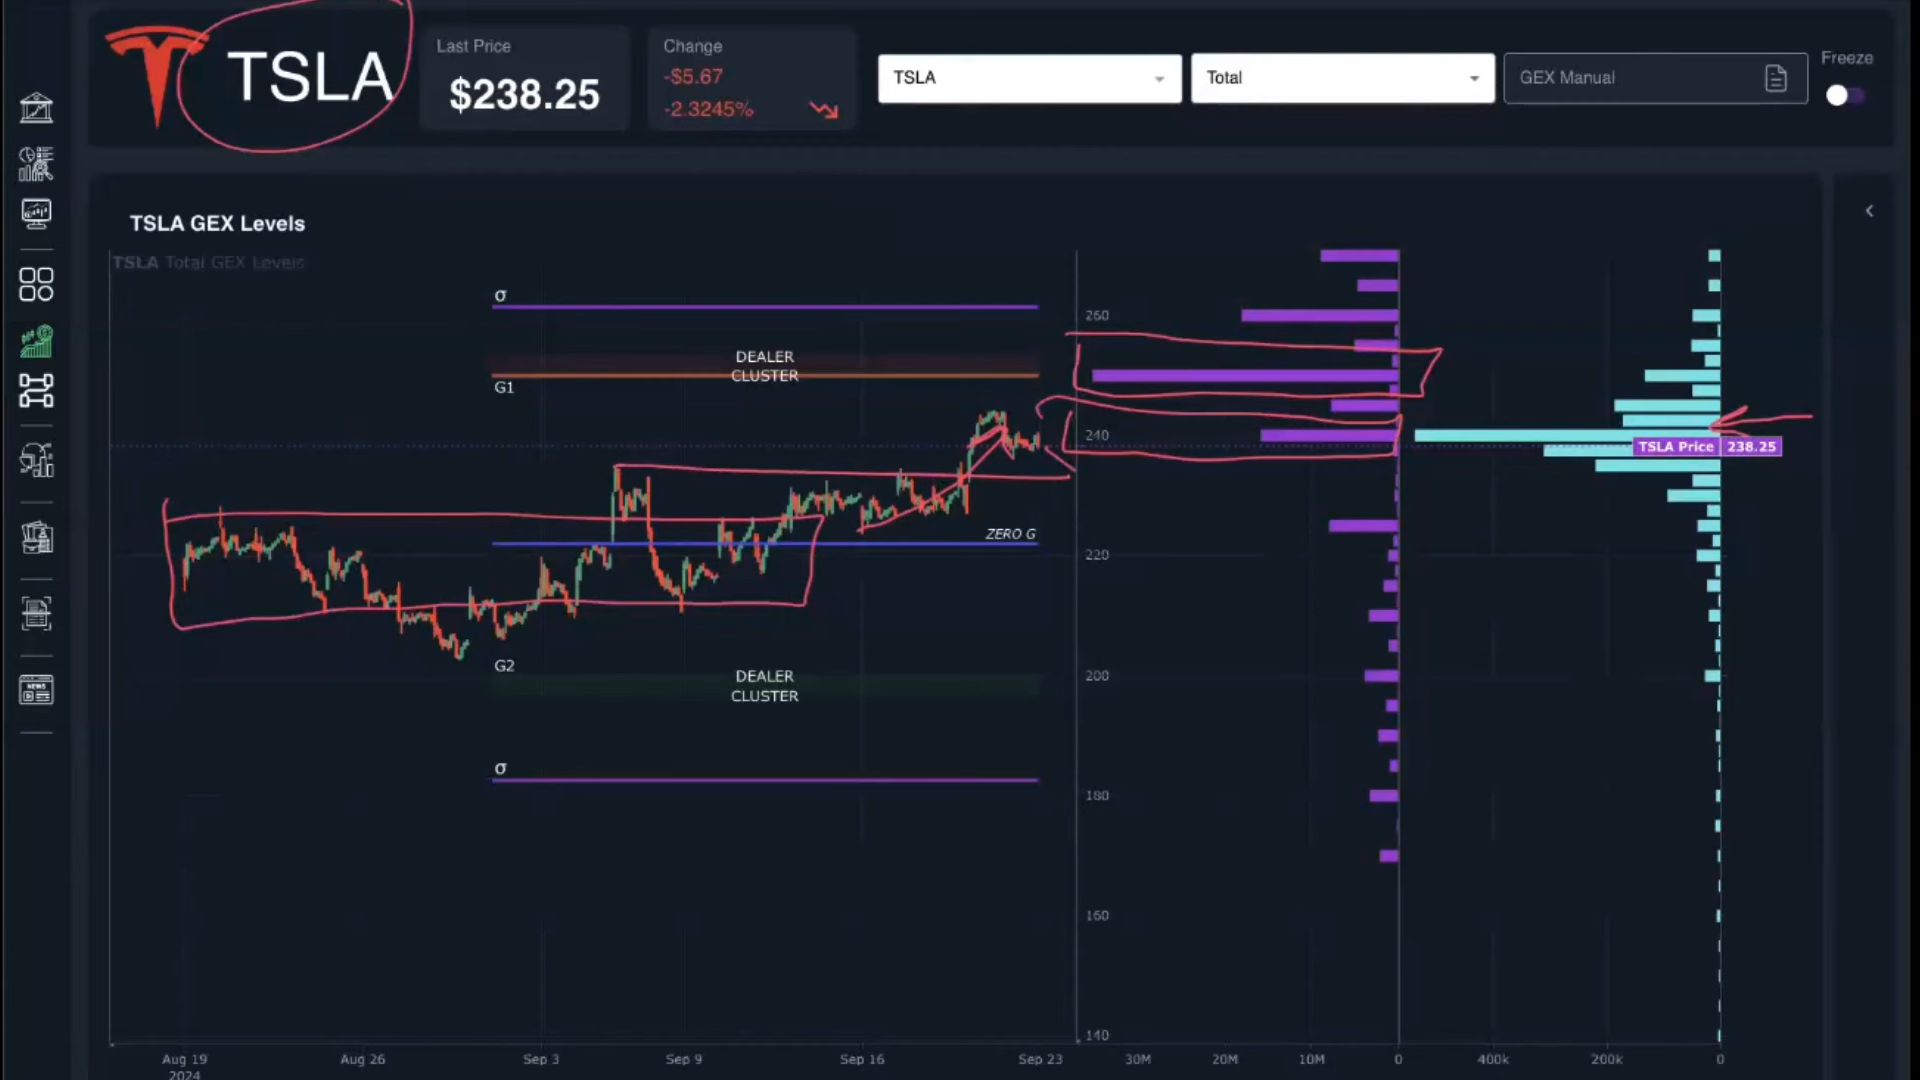 TSLA
Last Price
$238.25
Change
-$5.67
-2.3245%
TSLA
Total
GEX Manual
Freeze
TSLA GEX Levels
TSLA Total GEX Levels
σ
DEALER
CLUSTER
G1
ZERO G
G2
DEALER
CLUSTER
σ
260
240
220
200
180
160
140
TSLA Price 238.25
Aug 19
2024
Aug 26
Sep 3
Sep 9
Sep 16
Sep 23
30M
20M
10M
0
400k
200k
0
NEWS